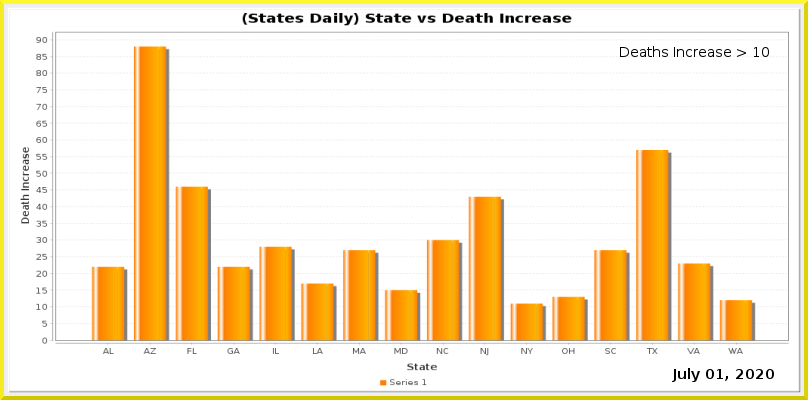 (States Daily) State vs Death Increase
Deaths Increase > 10
Death Increase
90
85
80
75
70
65
60
55
50
45
40
35
30
25
20
15
10
5
0
AL AZ FL GA IL LA MA MD NC NJ NY OH SC TX VA WA
State
July 01, 2020
Series 1